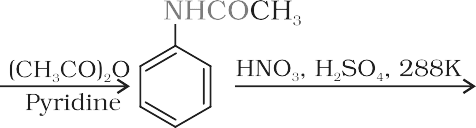 NHCOCH₃
(CH₃CO)₂O
Pyridine
HNO₃, H₂SO₄, 288K